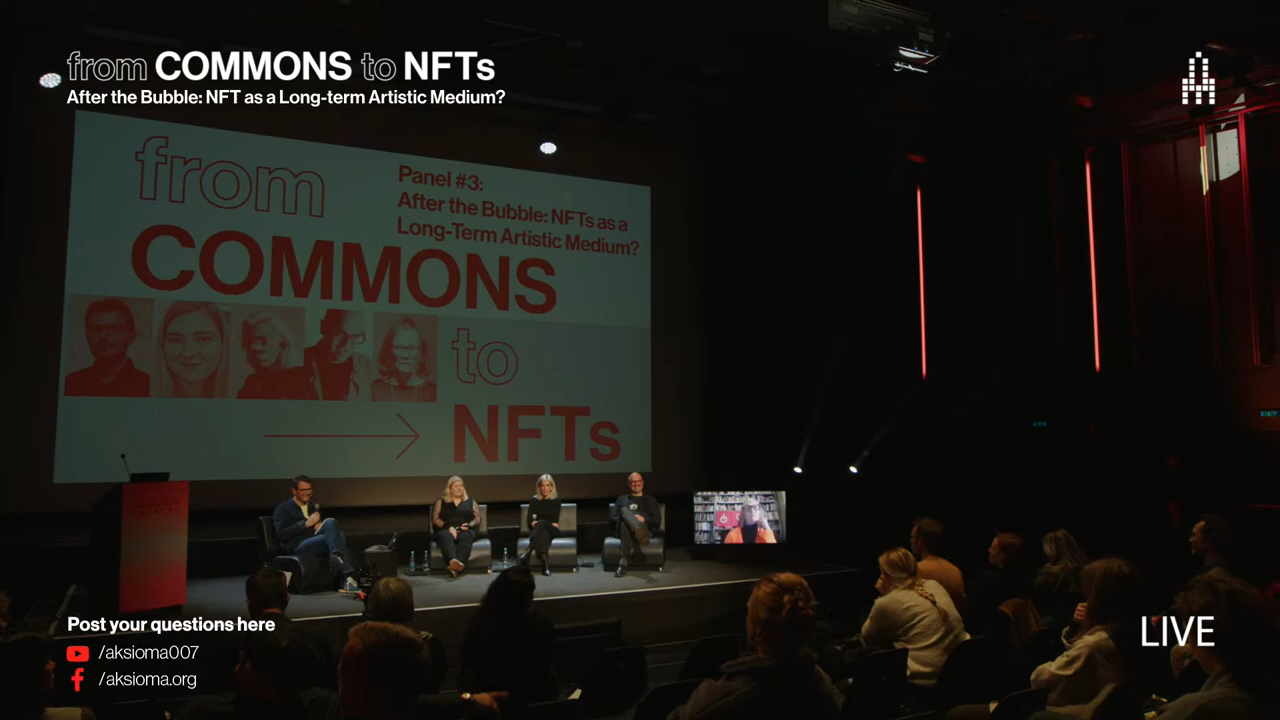 from COMMONS to NFTs
After the Bubble: NFT as a Long-term Artistic Medium?
from
Panel #3:
After the Bubble: NFTs as a
Long-Term Artistic Medium?
COMMONS
to
NFTs
Post your questions here
/aksioma007
/aksioma.org
LIVE